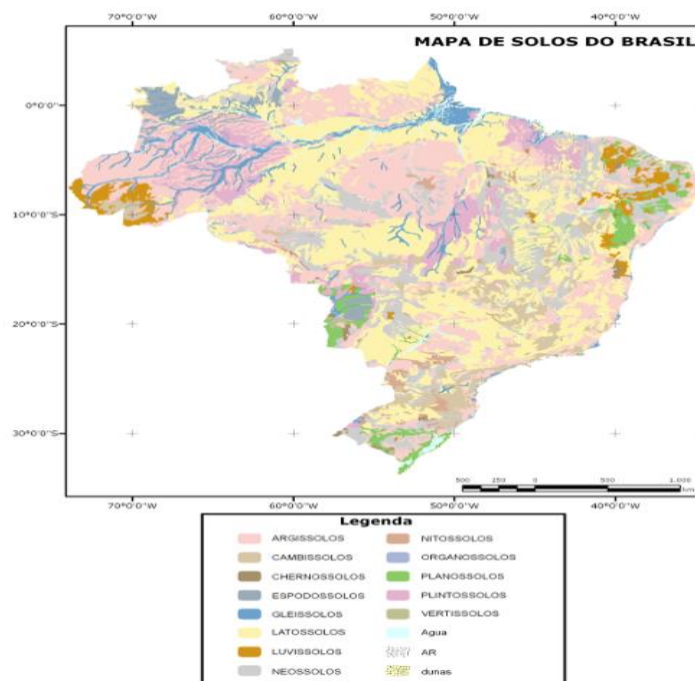 70°0'0"W 60°0'0"W 50°0'0"W 40°0'0"W
MAPA DE SOLOS DO BRASIL
0°0'0"
10°0'0"S
20°0'0"S
30°0'0"S
500 250 0 500 1.000
km
70°0'0"W 60°0'0"W 50°0'0"W 40°0'0"W
Legenda
ARGISSOLOS NITOSSOLOS
CAMBISSOLOS ORGANOSSOLOS
CHERNOSSOLOS PLANOSSOLOS
ESPODOSSOLOS PLINTOSSOLOS
GLEISSOLOS VERTISSOLOS
LATOSSOLOS Agua
LUVISSOLOS AR
NEOSSOLOS dunas